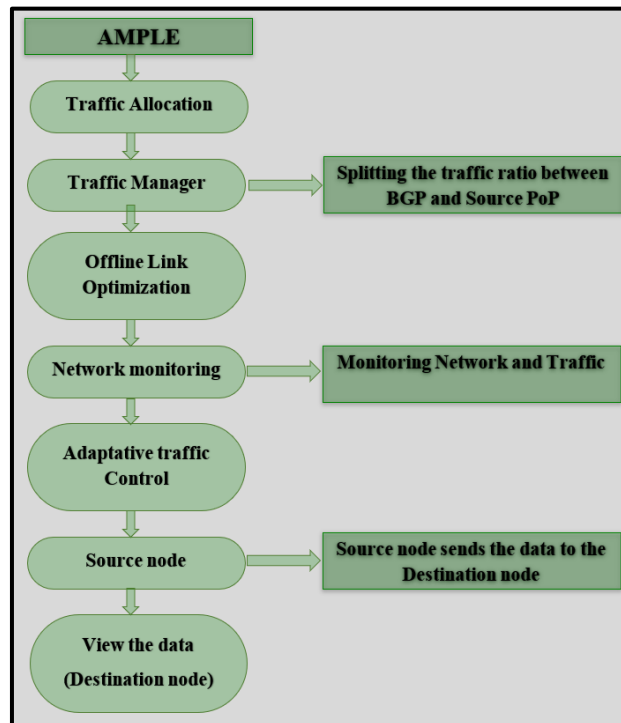 AMPLE
Traffic Allocation
Traffic Manager
Splitting the traffic ratio between
BGP and Source PoP
Offline Link
Optimization
Network monitoring
Monitoring Network and Traffic
Adaptative traffic
Control
Source node
Source node sends the data to the
Destination node
View the data
(Destination node)